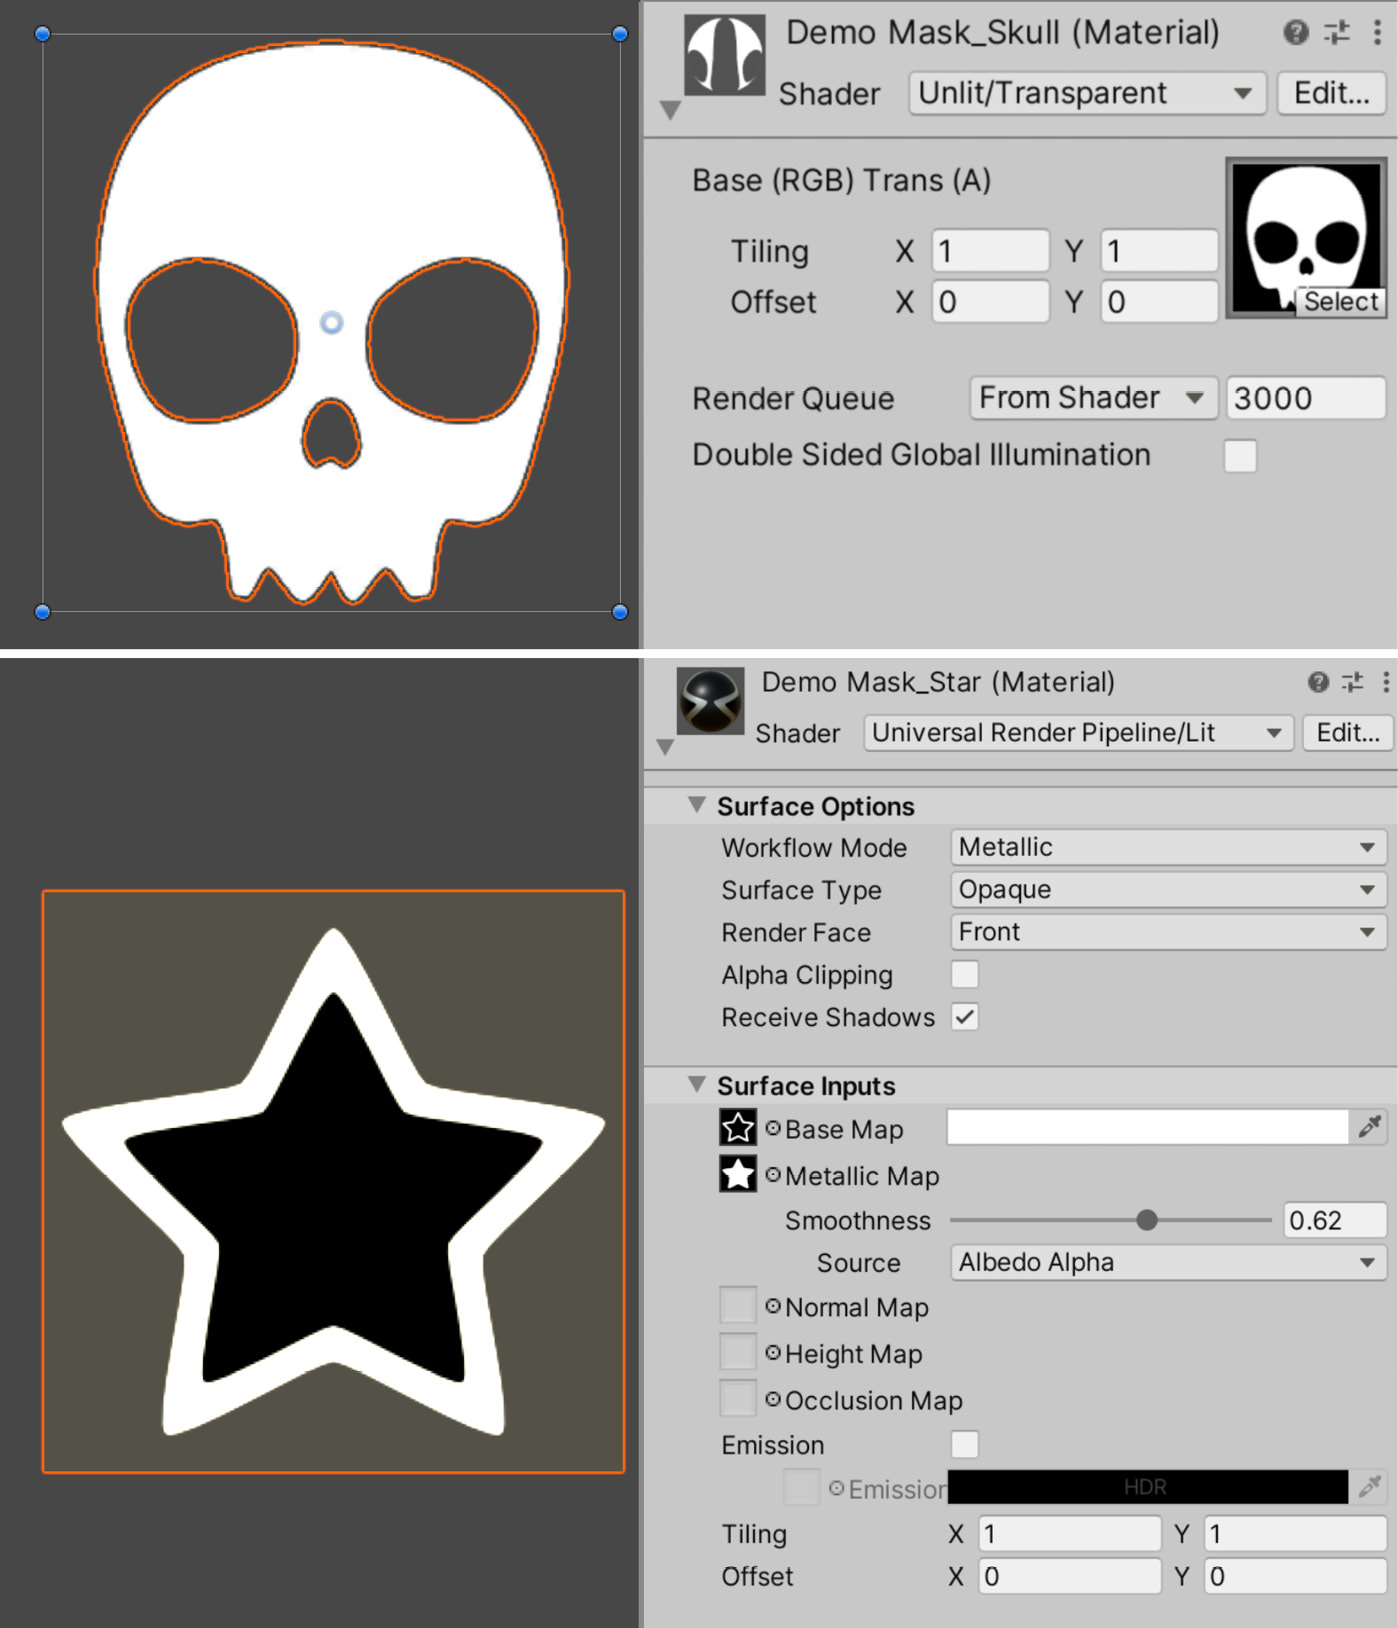 Demo Mask_Skull (Material)
Shader Unlit/Transparent Edit...
Base (RGB) Trans (A)
Tiling X 1 Y 1
Offset X 0 Y 0
Select
Render Queue From Shader 3000
Double Sided Global Illumination
Demo Mask_Star (Material)
Shader Universal Render Pipeline/Lit Edit...
Surface Options
Workflow Mode Metallic
Surface Type Opaque
Render Face Front
Alpha Clipping
Receive Shadows
Surface Inputs
Base Map
Metallic Map
Smoothness 0.62
Source Albedo Alpha
Normal Map
Height Map
Occlusion Map
Emission
Emission HDR
Tiling X 1 Y 1
Offset X 0 Y 0